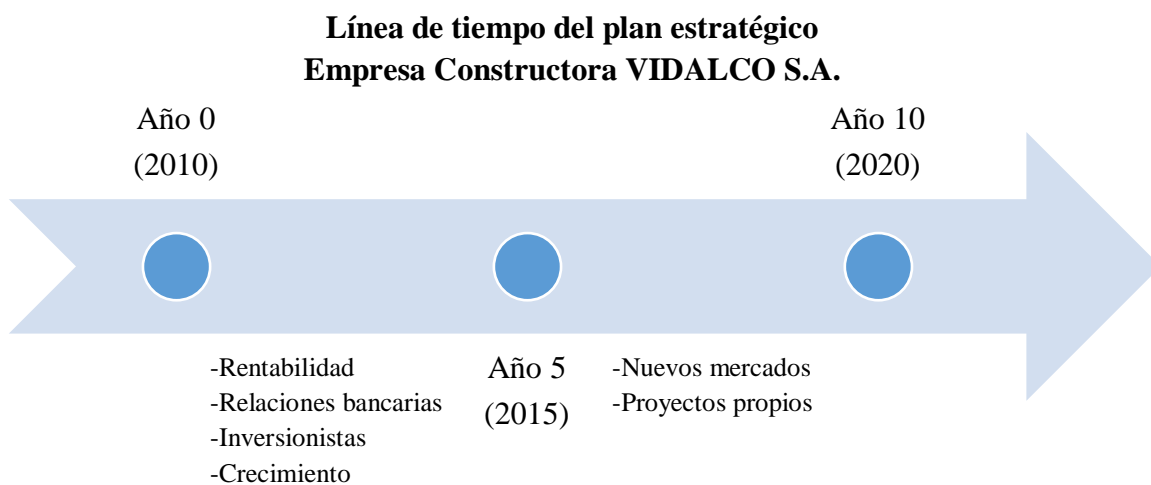 Línea de tiempo del plan estratégico
Empresa Constructora VIDALCO S.A.
Año 0
(2010)
Año 10
(2020)
-Rentabilidad
-Relaciones bancarias
-Inversionistas
-Crecimiento
Año 5
(2015)
-Nuevos mercados
-Proyectos propios